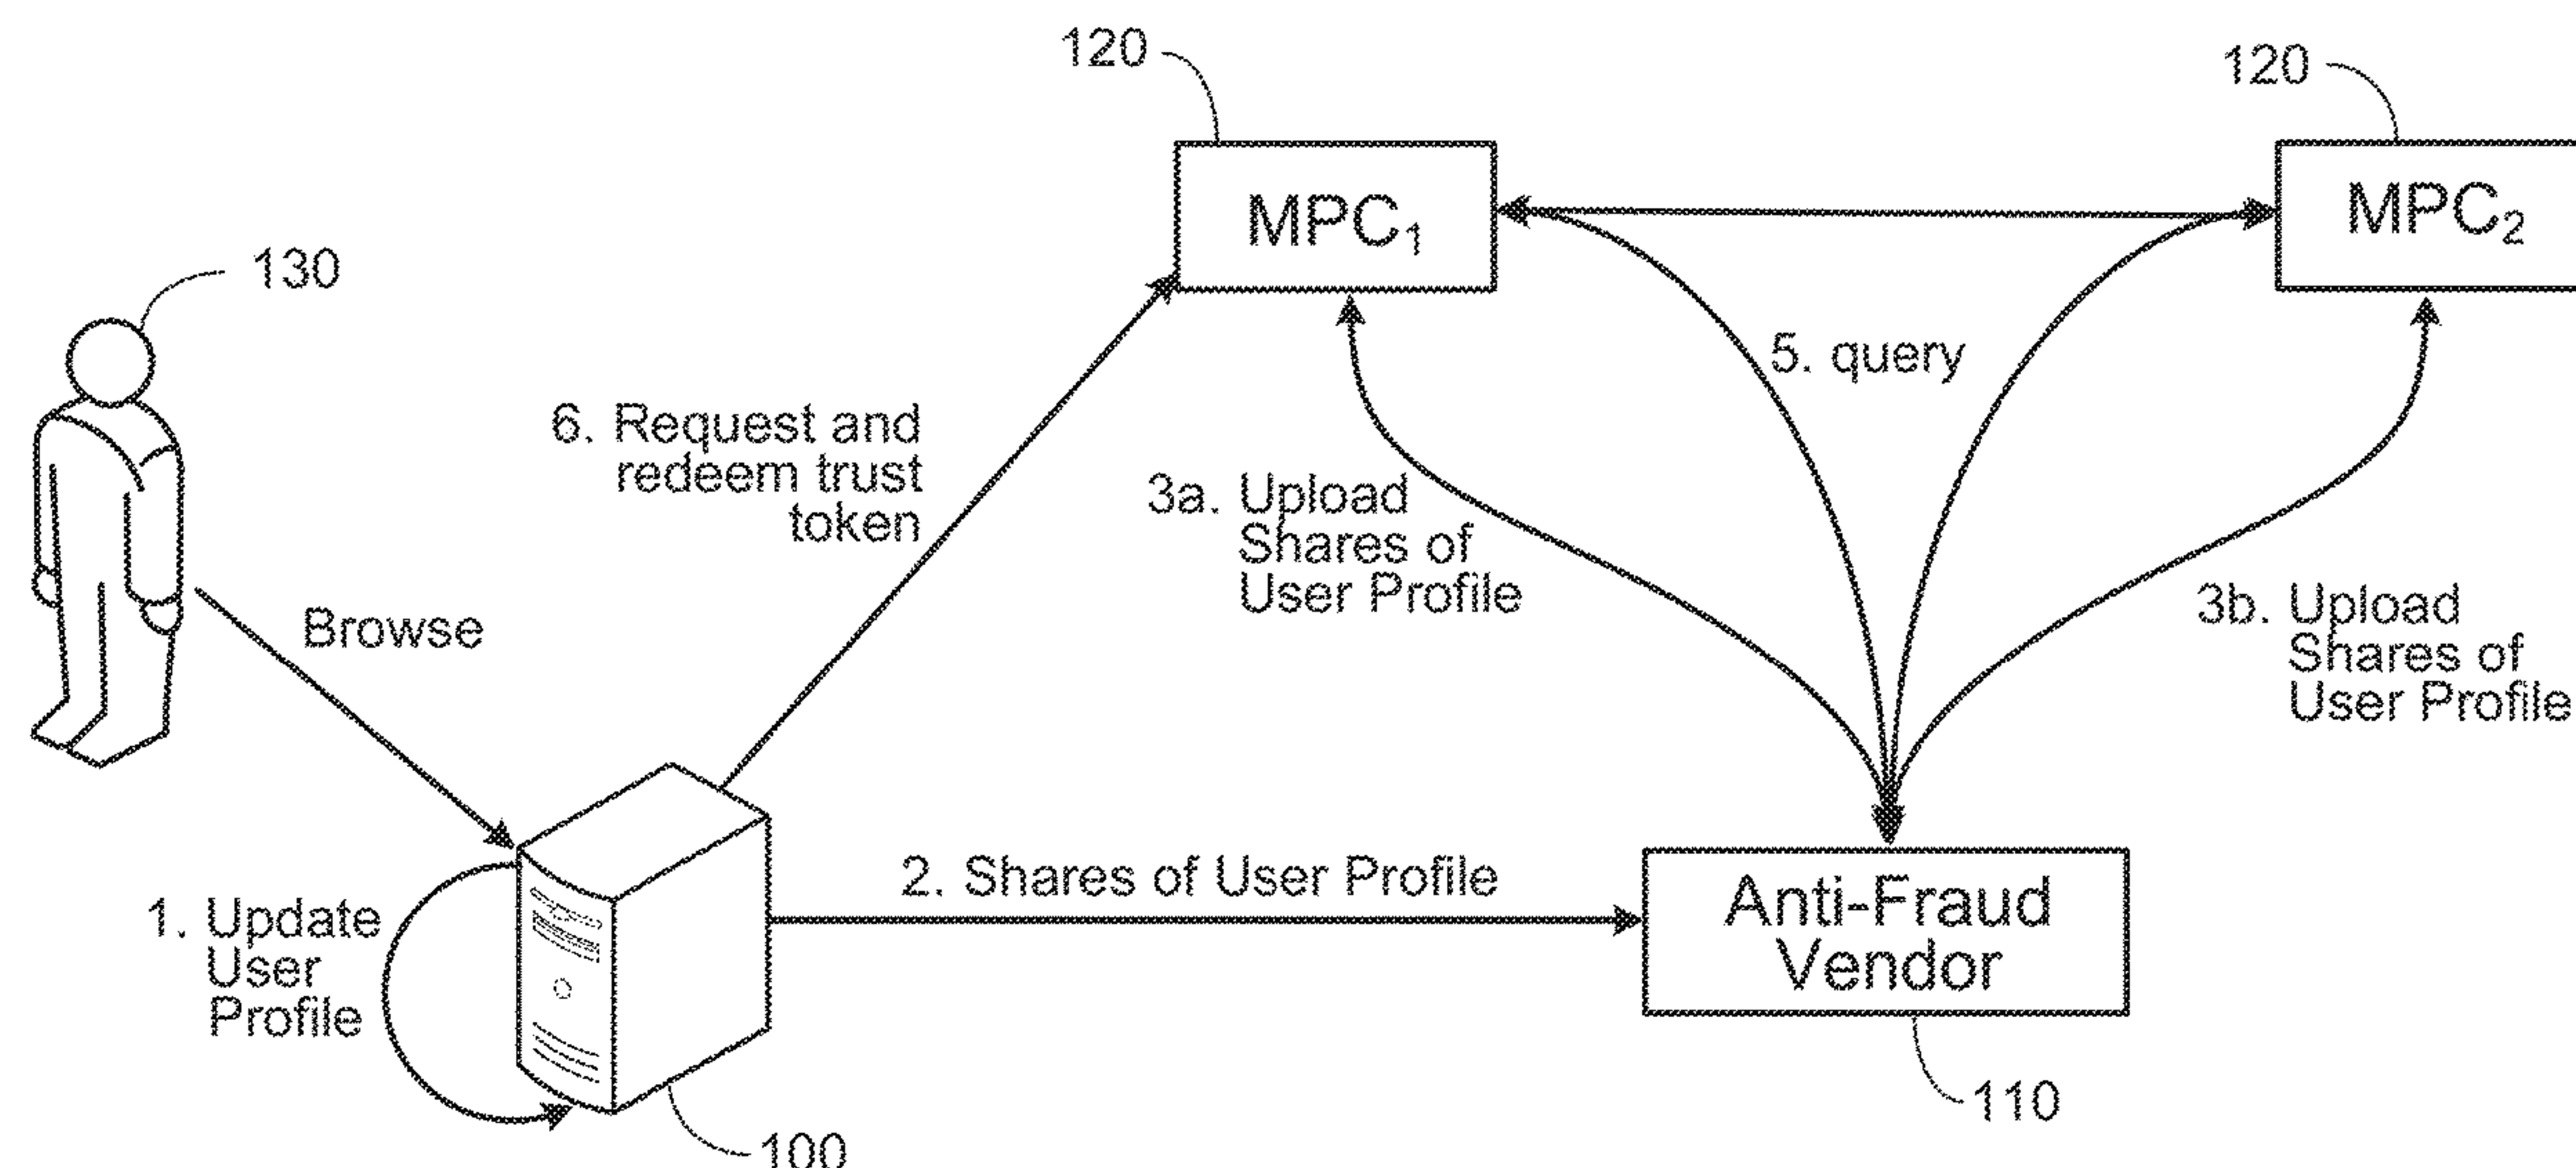 120
120
MPC₁
MPC₂
130
5. query
6. Request and
redeem trust
token
3a. Upload
Shares of
User Profile
3b. Upload
Shares of
User Profile
Browse
2. Shares of User Profile
Anti-Fraud
Vendor
1. Update
User
Profile
110
100